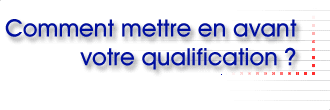 Comment mettre en avant
votre qualification ?